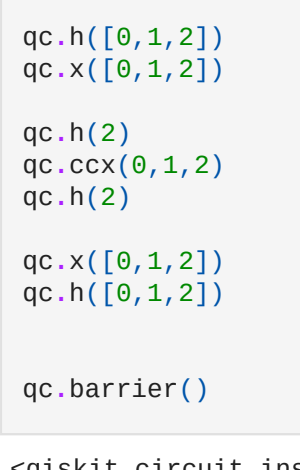 qc.h([0,1,2])
qc.x([0,1,2])
qc.h(2)
qc.ccx(0,1,2)
qc.h(2)
qc.x([0,1,2])
qc.h([0,1,2])
qc.barrier()